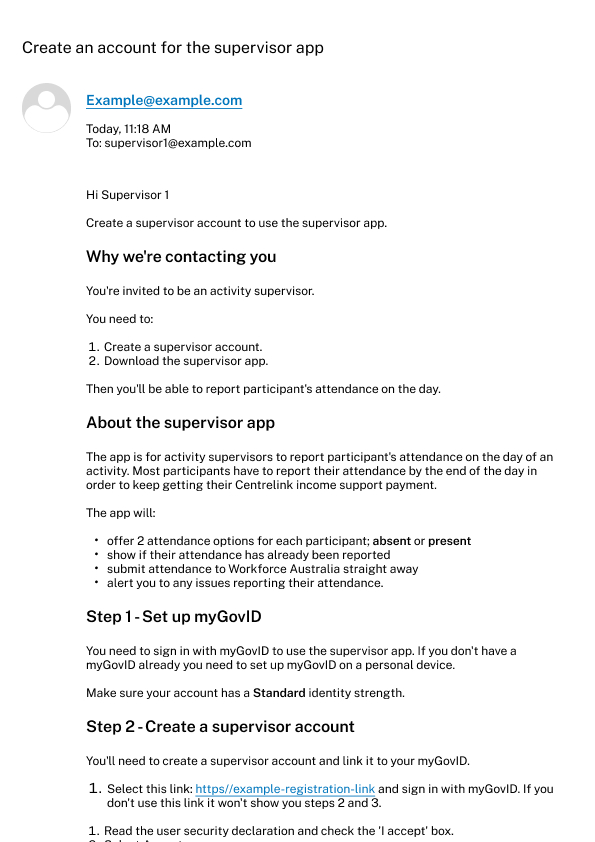 Create an account for the supervisor app
Example@example.com
Today, 11:18 AM
To: supervisor1@example.com
Hi Supervisor 1
Create a supervisor account to use the supervisor app.
Why we're contacting you
You're invited to be an activity supervisor.
You need to:
1. Create a supervisor account.
2. Download the supervisor app.
Then you'll be able to report participant's attendance on the day.
About the supervisor app
The app is for activity supervisors to report participant's attendance on the day of an
activity. Most participants have to report their attendance by the end of the day in
order to keep getting their Centrelink income support payment.
The app will:
• offer 2 attendance options for each participant; absent or present
• show if their attendance has already been reported
• submit attendance to Workforce Australia straight away
• alert you to any issues reporting their attendance.
Step 1 - Set up myGovID
You need to sign in with myGovID to use the supervisor app. If you don't have a
myGovID already you need to set up myGovID on a personal device.
Make sure your account has a Standard identity strength.
Step 2 - Create a supervisor account
You'll need to create a supervisor account and link it to your myGovID.
1. Select this link: https//example-registration-link and sign in with myGovID. If you
don't use this link it won't show you steps 2 and 3.
1. Read the user security declaration and check the 'I accept' box.